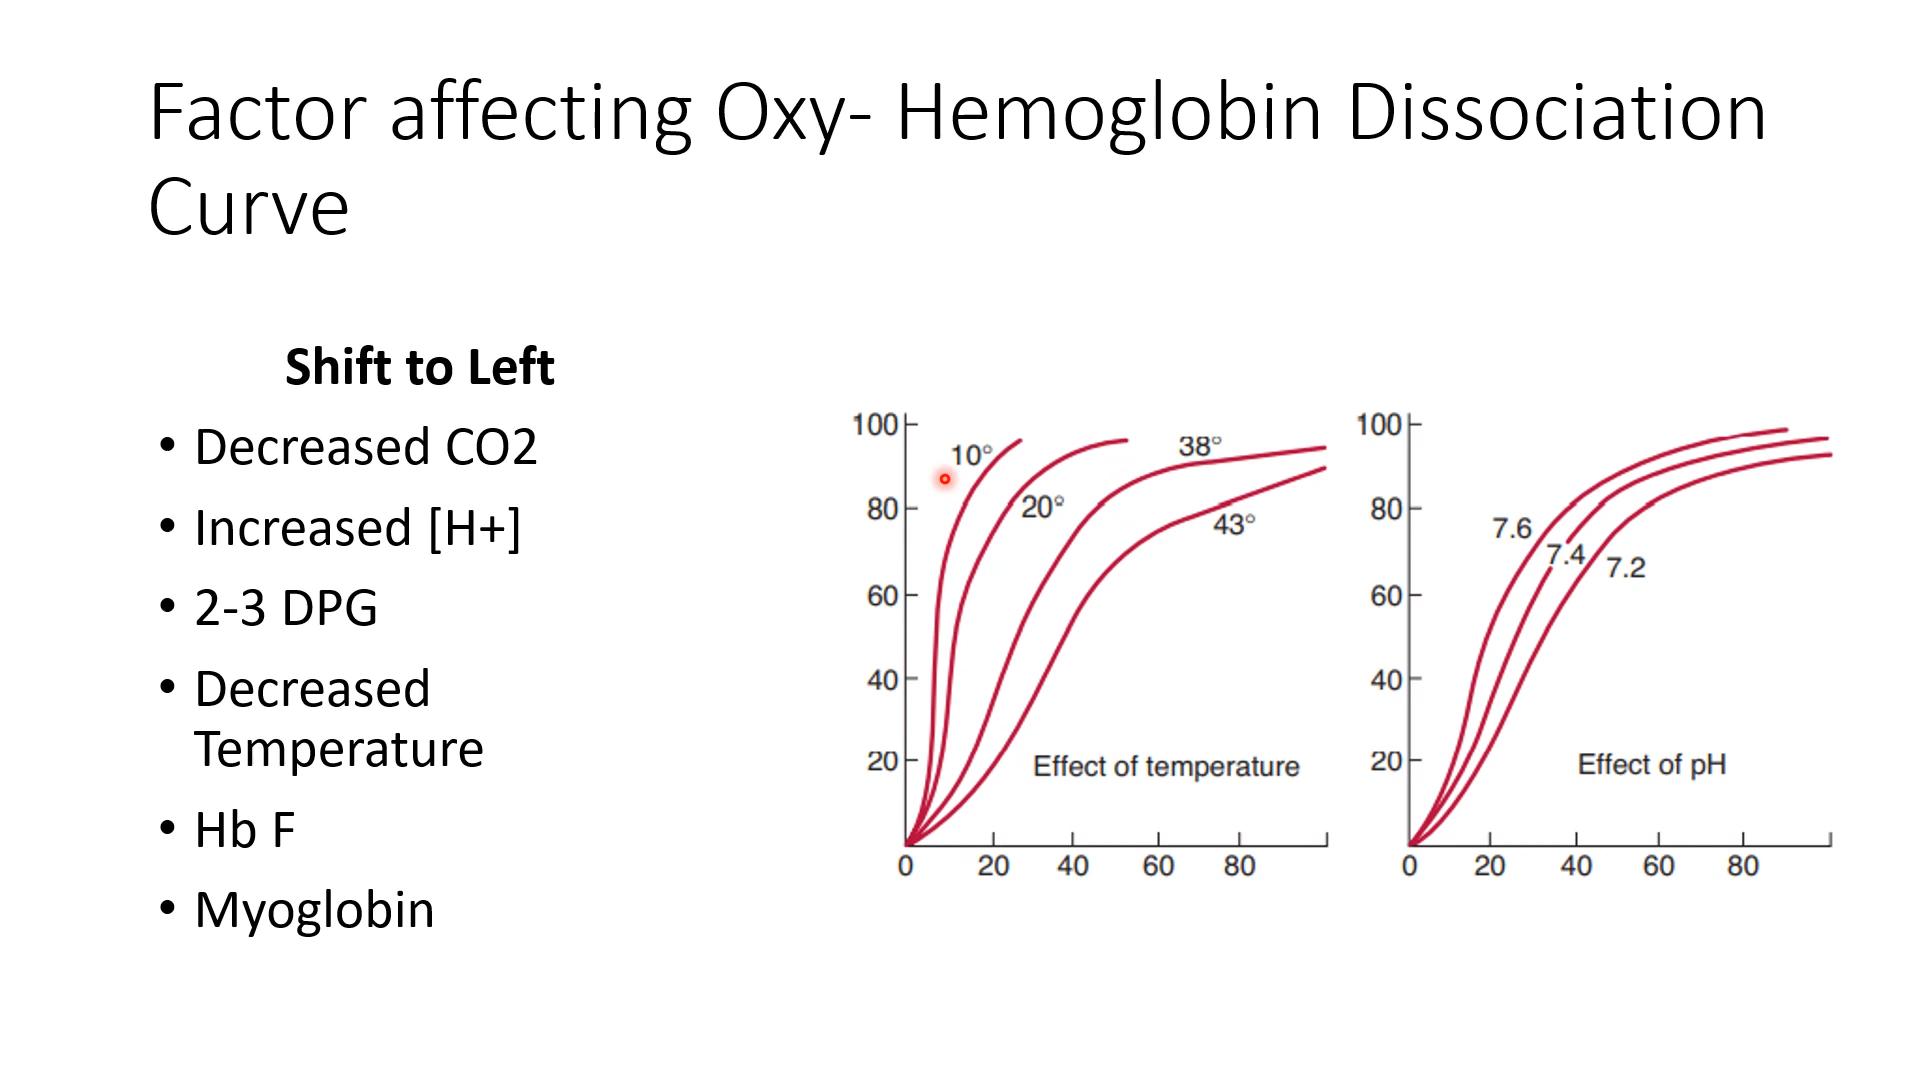 Factor affecting Oxy- Hemoglobin Dissociation
Curve
Shift to Left
• Decreased CO2
• Increased [H+]
• 2-3 DPG
• Decreased
Temperature
• Hb F
• Myoglobin
100
80
60
40
20
0 20 40 60 80
10°
20°
38°
43°
Effect of temperature
100
80
60
40
20
0 20 40 60 80
7.6
7.4
7.2
Effect of pH